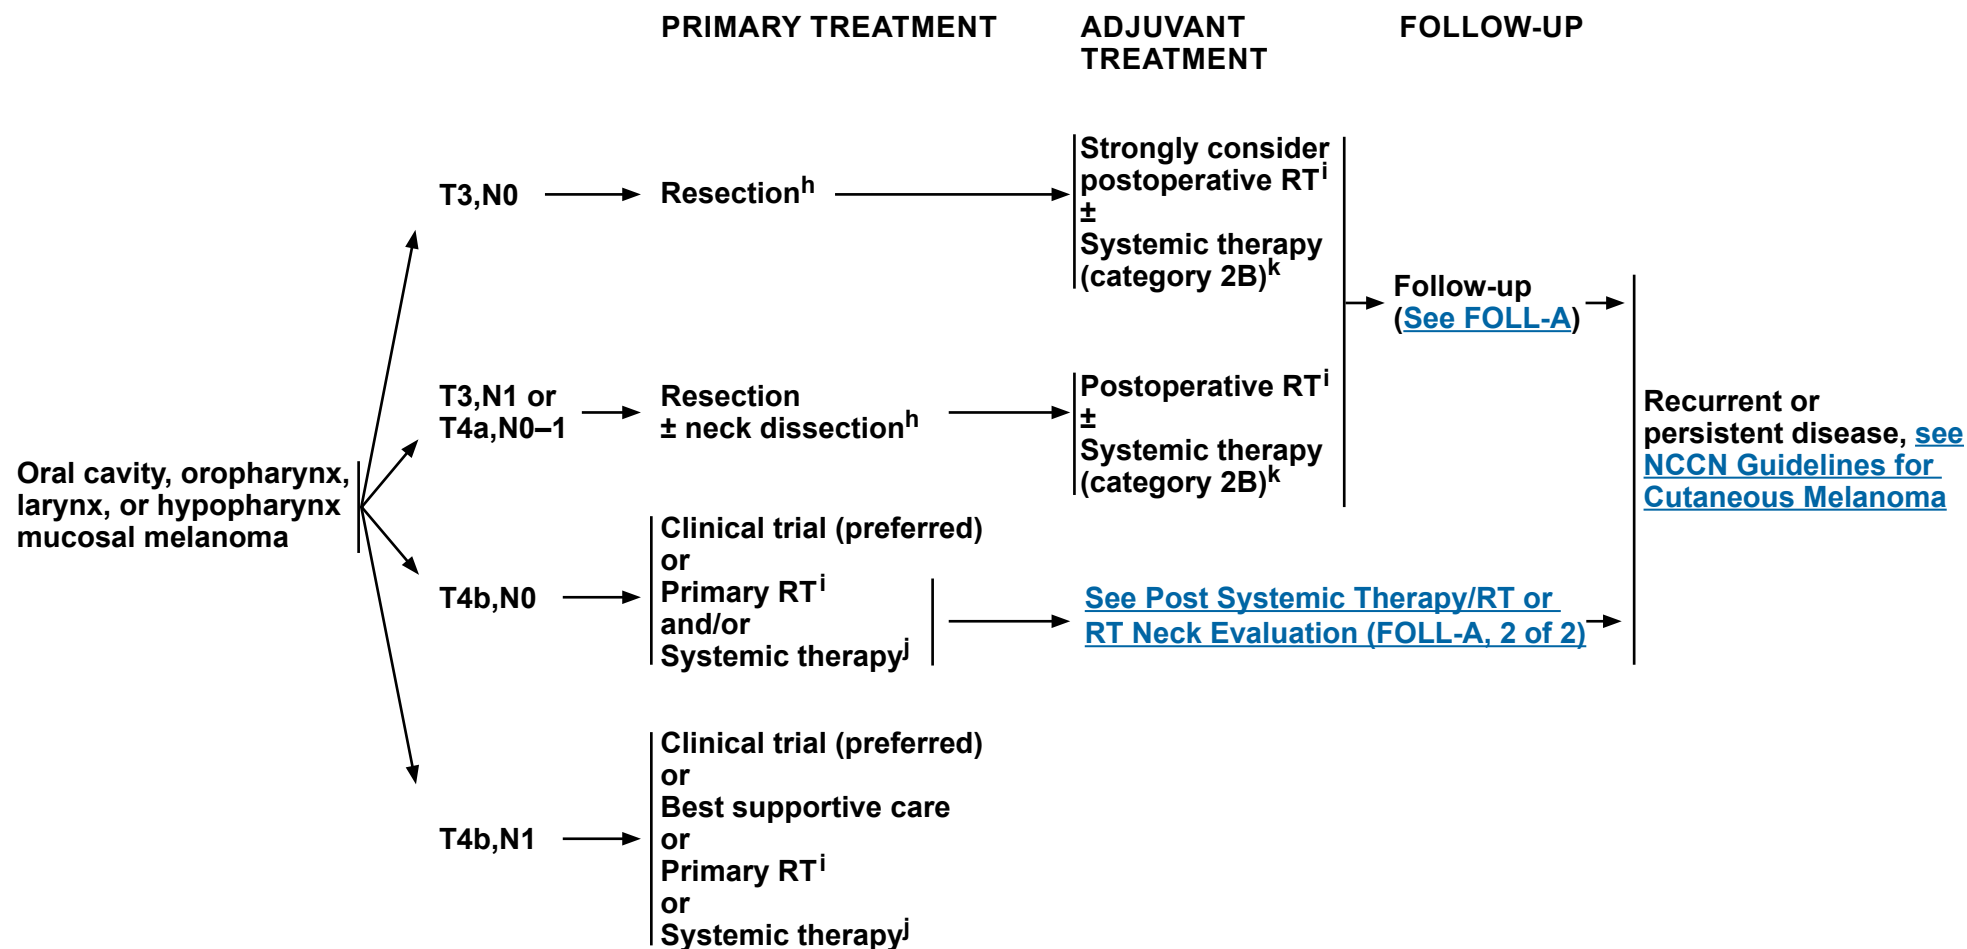 PRIMARY TREATMENT
ADJUVANT
TREATMENT
FOLLOW-UP
Oral cavity, oropharynx,
larynx, or hypopharynx
mucosal melanoma
T3,N0
Resectionʰ
Strongly consider
postoperative RTⁱ
±
Systemic therapy
(category 2B)ᵏ
T3,N1 or
T4a,N0–1
Resection
± neck dissectionʰ
Postoperative RTⁱ
±
Systemic therapy
(category 2B)ᵏ
Follow-up
(See FOLL-A)
T4b,N0
Clinical trial (preferred)
or
Primary RTⁱ
and/or
Systemic therapyʲ
See Post Systemic Therapy/RT or
RT Neck Evaluation (FOLL-A, 2 of 2)
Recurrent or
persistent disease, see
NCCN Guidelines for
Cutaneous Melanoma
T4b,N1
Clinical trial (preferred)
or
Best supportive care
or
Primary RTⁱ
or
Systemic therapyʲ